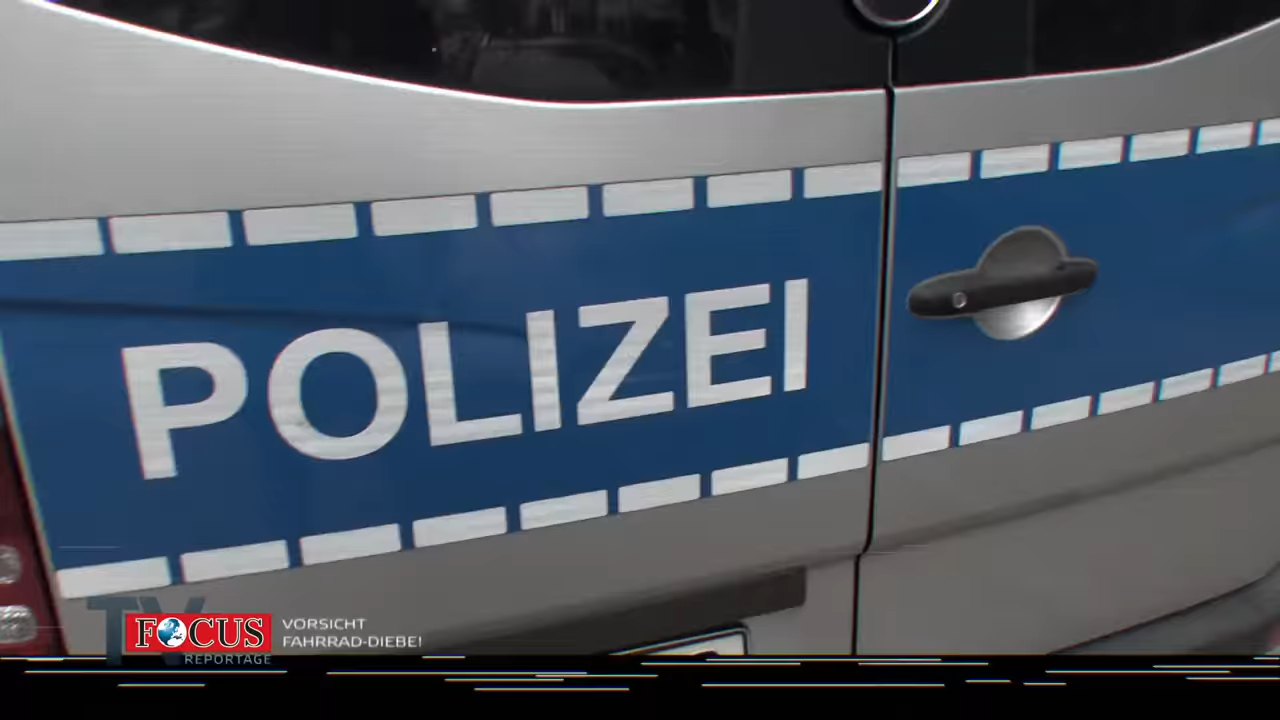 POLIZEI
TV
FOCUS
REPORTAGE
VORSICHT
FAHRRAD-DIEBE!